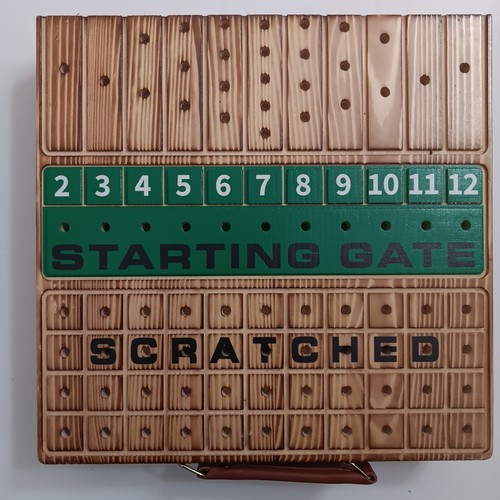 2 3 4 5 6 7 8 9 10 11 12
STARTING GATE
SCRATCHED